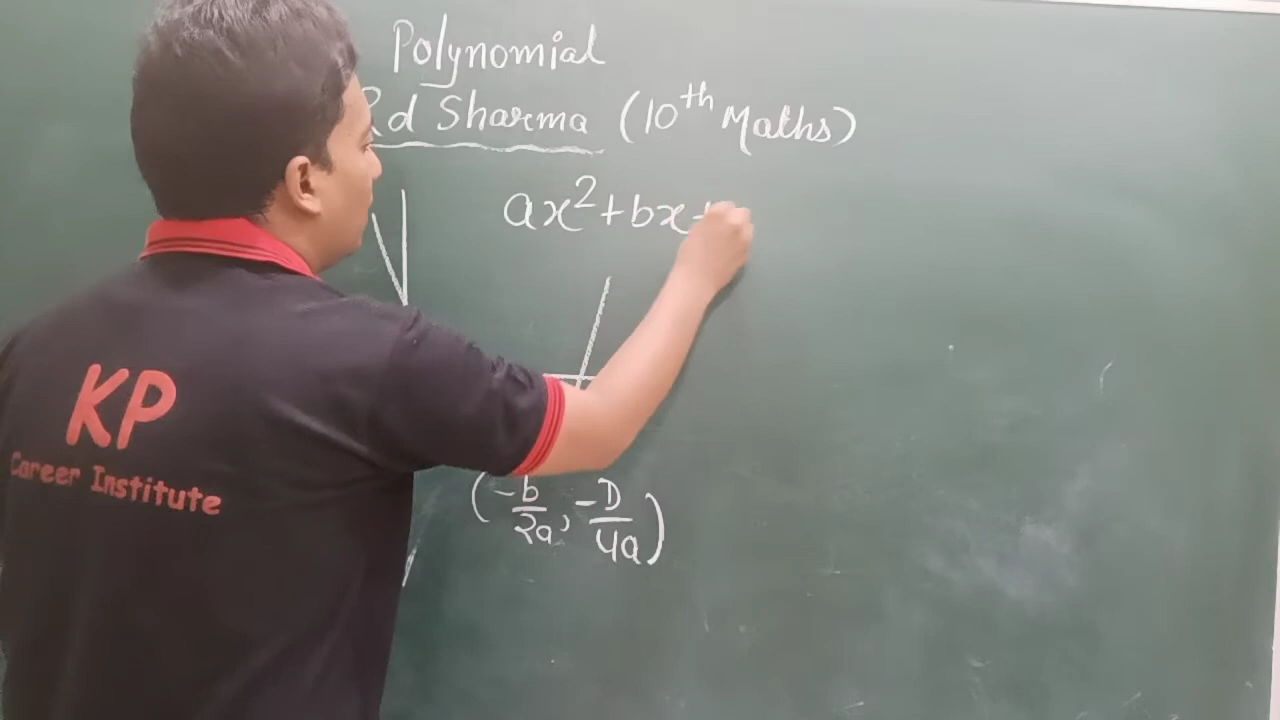 Polynomial
Rd Sharma (10th Maths)
ax²+bx+
KP
Career Institute
(-b/2a, -D/4a)